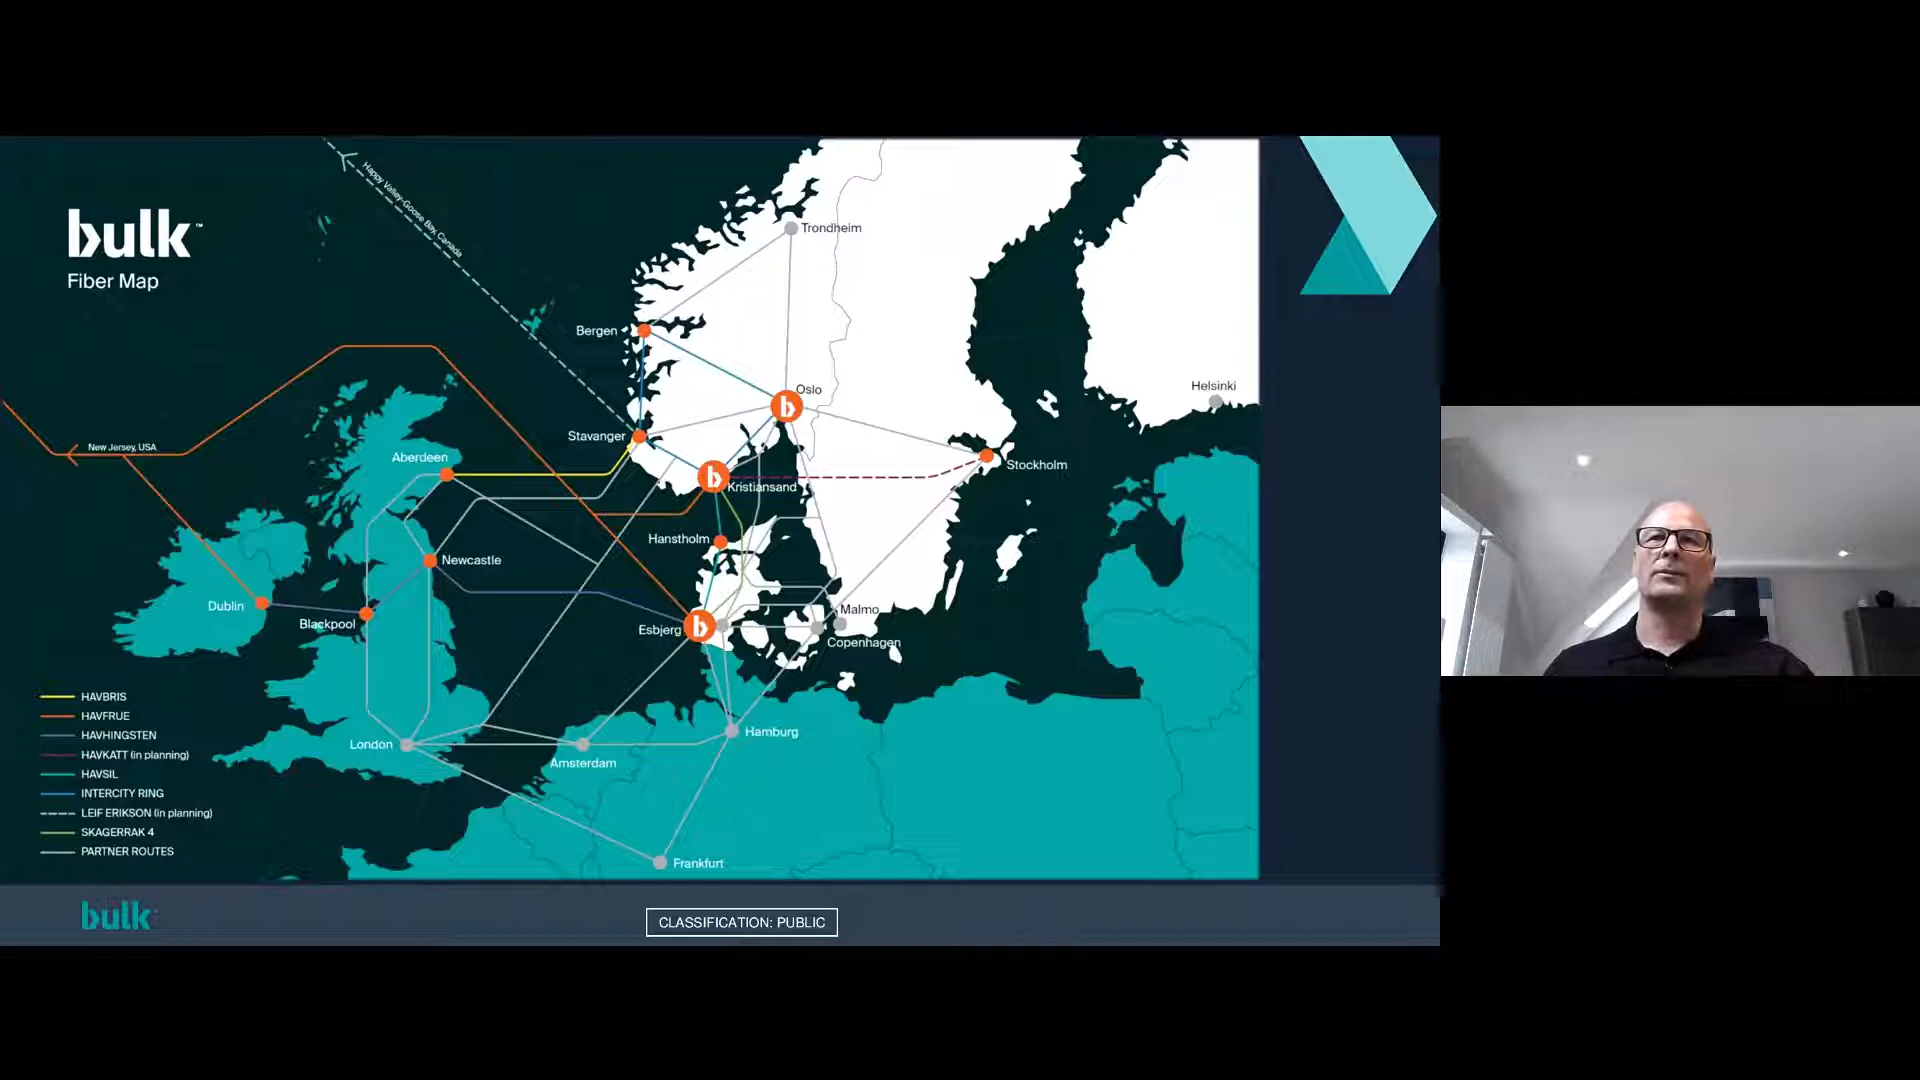 bulk™
Fiber Map
Happy Valley-Goose Bay, Canada
Trondheim
Bergen
Oslo
Helsinki
Stavanger
New Jersey, USA
Aberdeen
Stockholm
Kristiansand
Hanstholm
Newcastle
Dublin
Blackpool
Esbjerg
Malmo
Copenhagen
London
Amsterdam
Hamburg
Frankfurt
HAVBRIS
HAVFRUE
HAVHINGSTEN
HAVKATT (in planning)
HAVSIL
INTERCITY RING
LEIF ERIKSON (in planning)
SKAGERRAK 4
PARTNER ROUTES
bulk
CLASSIFICATION: PUBLIC